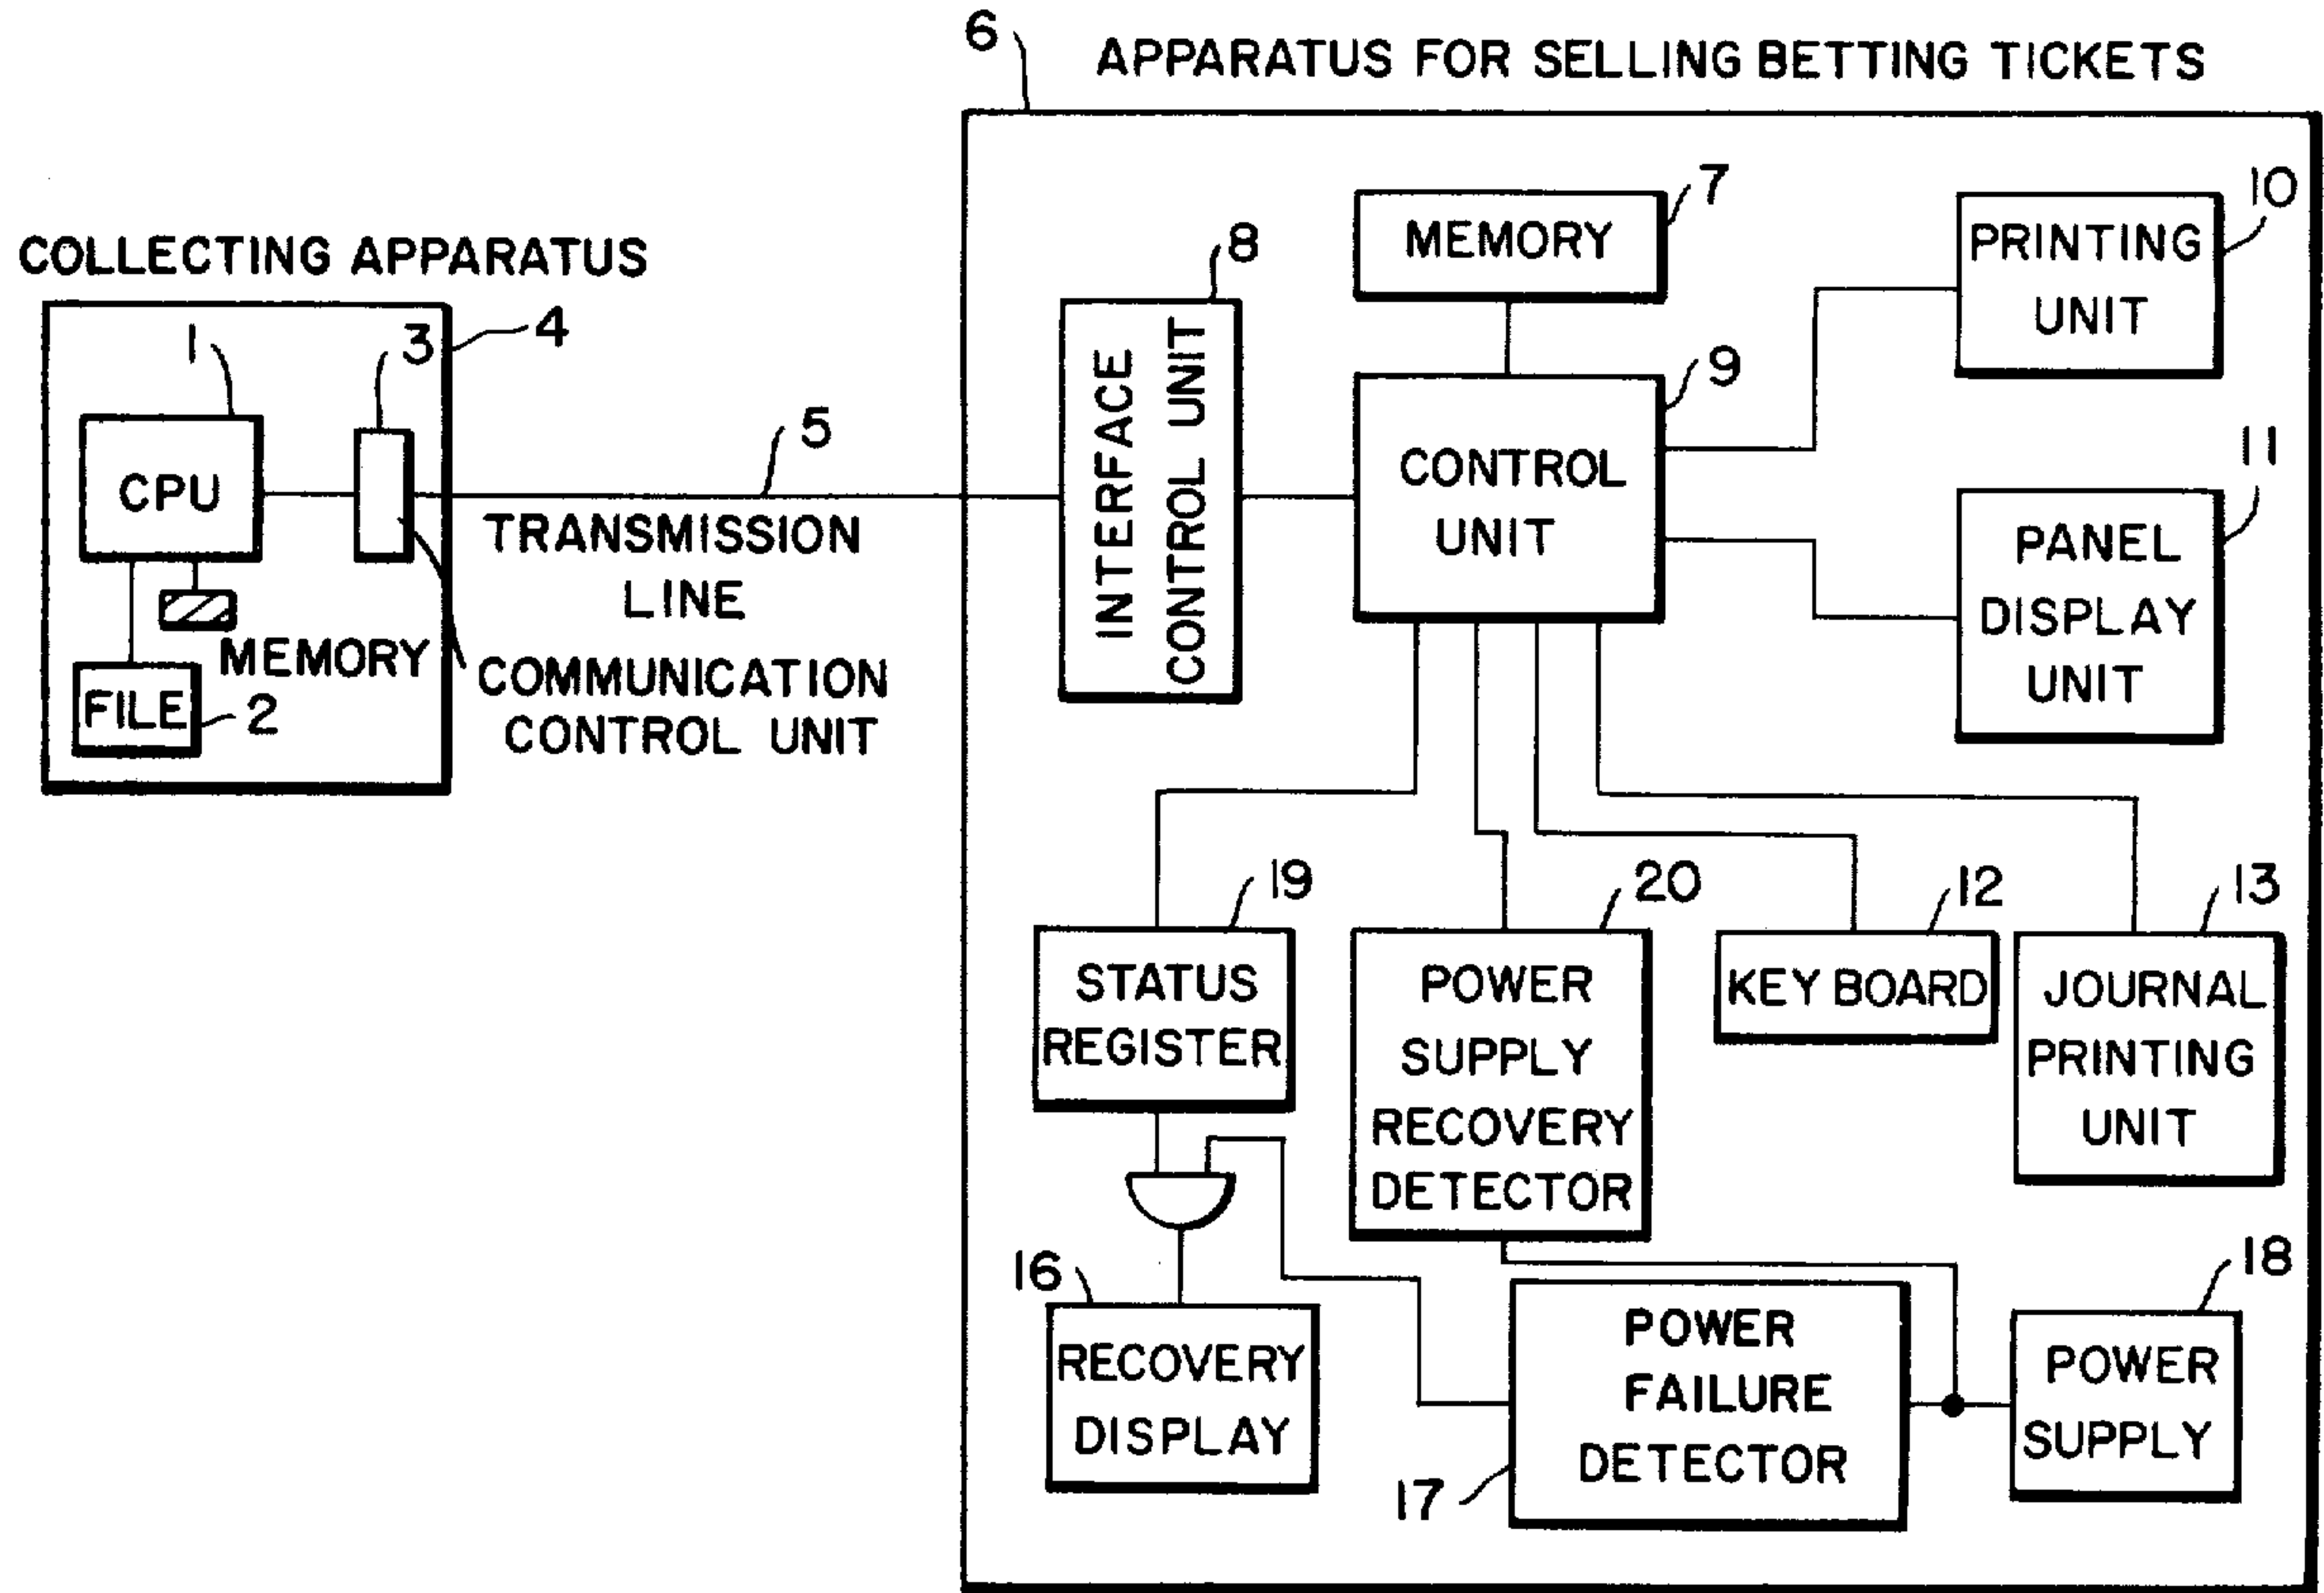 6
APPARATUS FOR SELLING BETTING TICKETS
COLLECTING APPARATUS
4
1
3
CPU
MEMORY
FILE
2
5
TRANSMISSION
LINE
COMMUNICATION
CONTROL UNIT
8
INTERFACE
CONTROL UNIT
7
MEMORY
9
CONTROL
UNIT
10
PRINTING
UNIT
11
PANEL
DISPLAY
UNIT
19
STATUS
REGISTER
20
POWER
SUPPLY
RECOVERY
DETECTOR
12
KEY BOARD
13
JOURNAL
PRINTING
UNIT
16
RECOVERY
DISPLAY
17
POWER
FAILURE
DETECTOR
18
POWER
SUPPLY